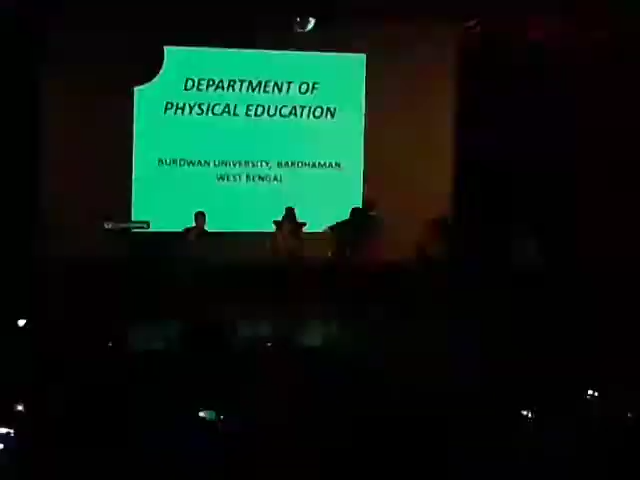 DEPARTMENT OF
PHYSICAL EDUCATION
BURDWAN UNIVERSITY, BARDHAMAN,
WEST BENGAL